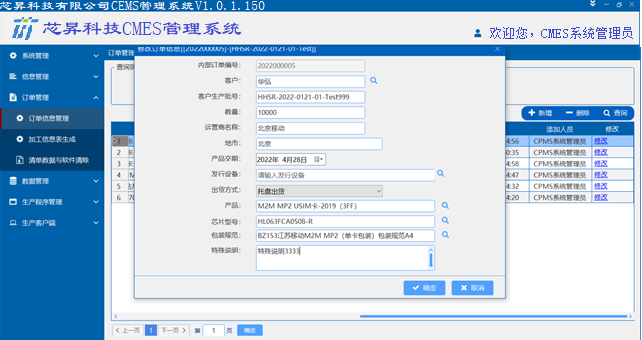 芯昇科技有限公司CEMS管理系统V1.0.1.150
芯昇科技CMES管理系统
欢迎您，CMES系统管理员
系统管理
信息管理
订单管理
订单信息管理
加工信息表生成
清单数据与软件清除
数据管理
生产程序管理
生产客户端
订单管理
修改订单信息[[2022000005]-[HHSR-2022-0121-01-Test]]
内部订单编号： 2022000005
客户： 华弘
客户生产批号： HHSR-2022-0121-01-Test999
数量： 10000
运营商名称： 北京移动
地市： 北京
产品交期： 2022年 4月28日
发行设备： 请输入发行设备
出货方式： 托盘出货
产品： M2M MP2 USIM卡-2019（3FF）
芯片型号： HL063FCA0508-R
包装规范： BZ153江苏移动M2M MP2（单卡包装）包装规范A4
特殊说明： 特殊说明3333
确定 取消
新增 删除 查询
添加人员 修改
1 4:56 CPMS系统管理员 修改
2 0:35 CPMS系统管理员 修改
3 4:58 CPMS系统管理员 修改
4 4:47 CPMS系统管理员 修改
5 4:32 CPMS系统管理员 修改
6 4:20 CPMS系统管理员 修改
上一页 1 下一页 第 1 页 确定